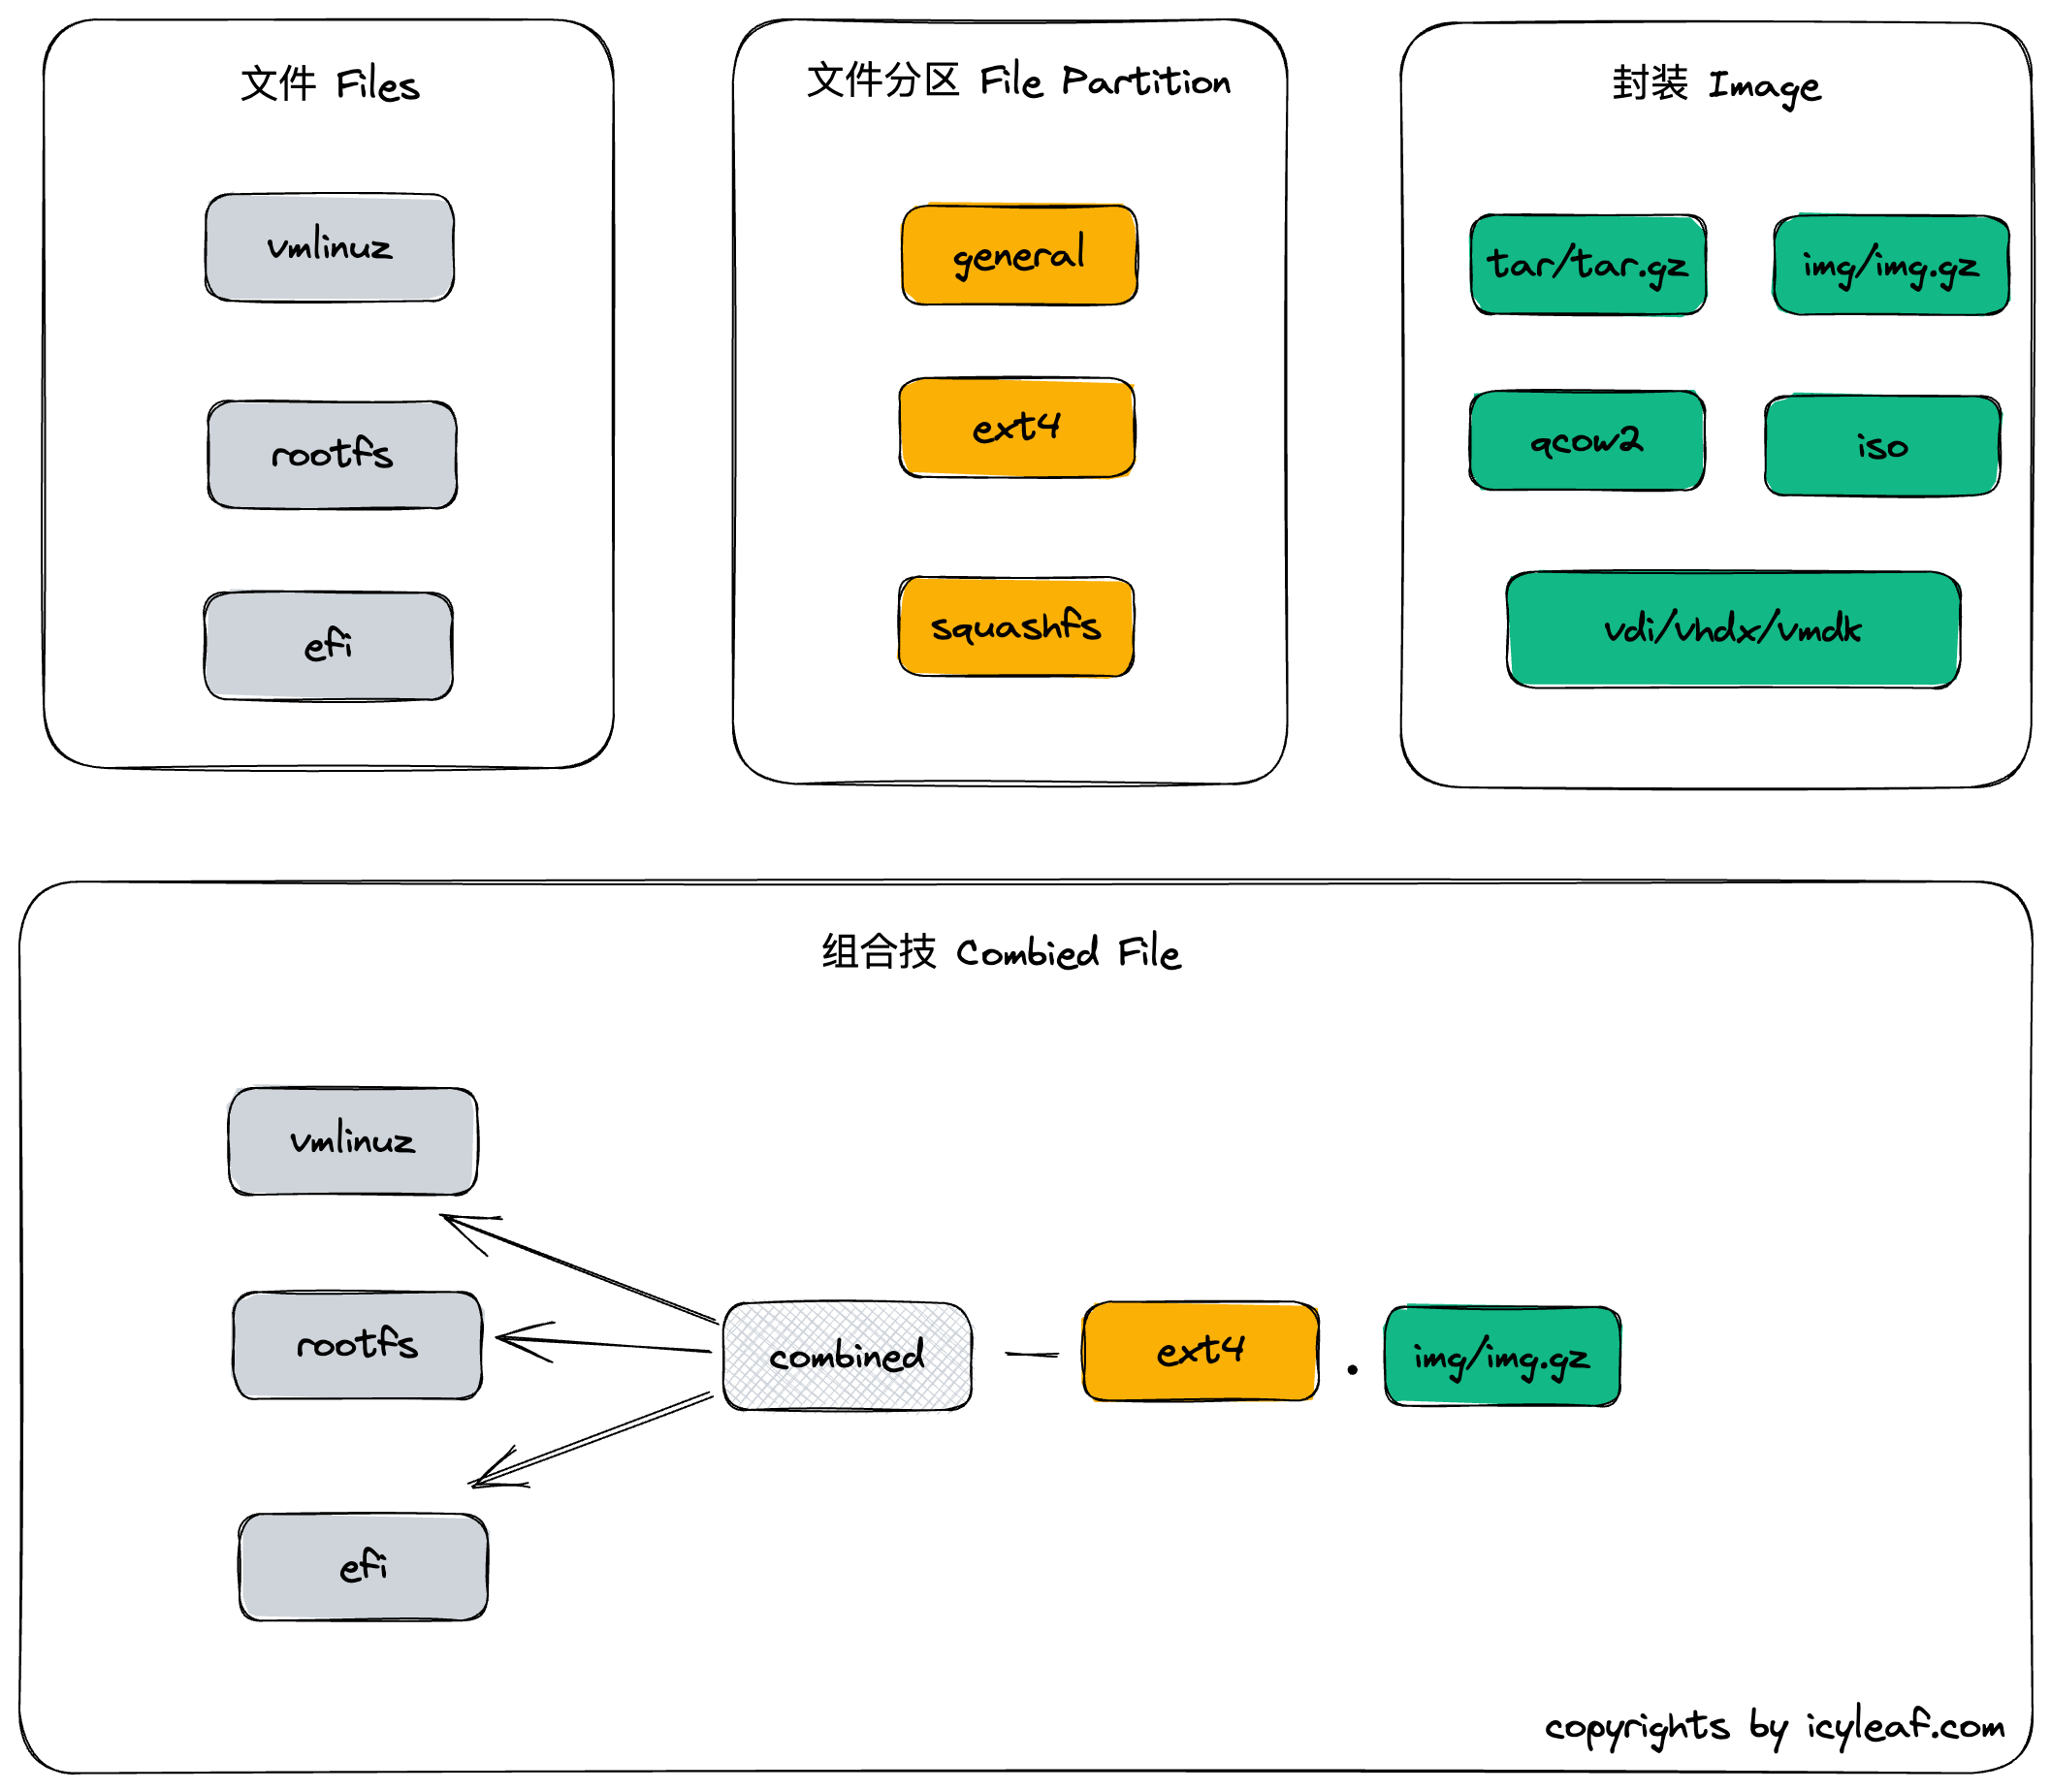 文件 Files
vmlinuz
rootfs
efi
文件分区 File Partition
general
ext4
squashfs
封装 Image
tar/tar.gz
img/img.gz
qcow2
iso
vdi/vhdx/vmdk
组合技 Combied File
vmlinuz
rootfs
efi
combined — ext4 . img/img.gz
copyrights by icyleaf.com